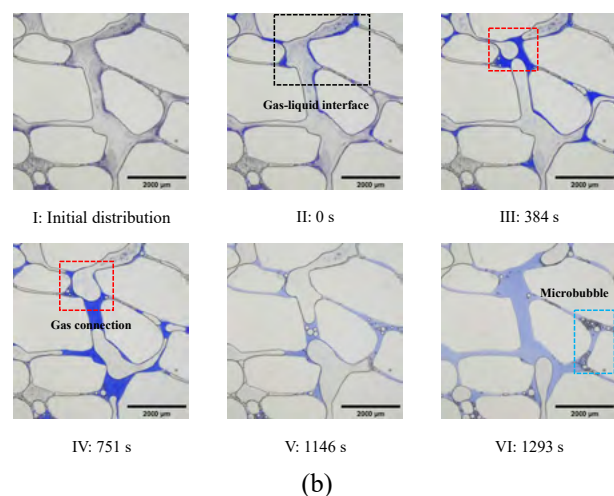 Gas-liquid interface
2000 μm
2000 μm
2000 μm
I: Initial distribution
II: 0 s
III: 384 s
Gas connection
Microbubble
2000 μm
2000 μm
2000 μm
IV: 751 s
V: 1146 s
VI: 1293 s
(b)